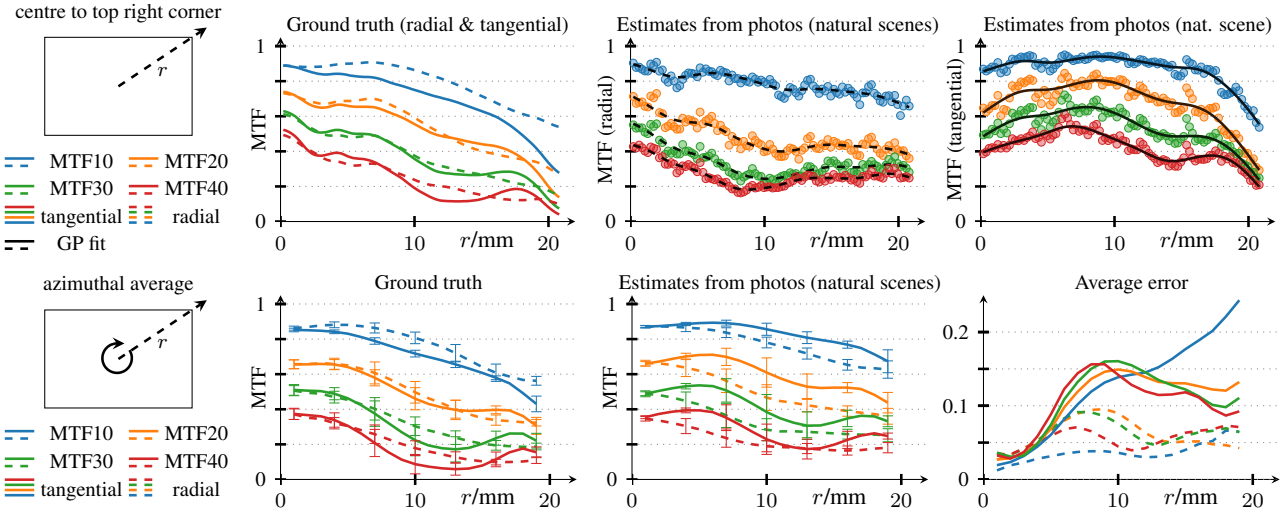 centre to top right corner
r
MTF10 MTF20
MTF30 MTF40
tangential radial
GP fit
Ground truth (radial & tangential)
MTF
1
0
0 10 r/mm 20
Estimates from photos (natural scenes)
MTF (radial)
1
0
0 10 r/mm 20
Estimates from photos (nat. scene)
MTF (tangential)
1
0
0 10 r/mm 20
azimuthal average
r
MTF10 MTF20
MTF30 MTF40
tangential radial
Ground truth
MTF
1
0
0 10 r/mm 20
Estimates from photos (natural scenes)
MTF
1
0
0 10 r/mm 20
Average error
0.2
0.1
0
0 10 r/mm 20